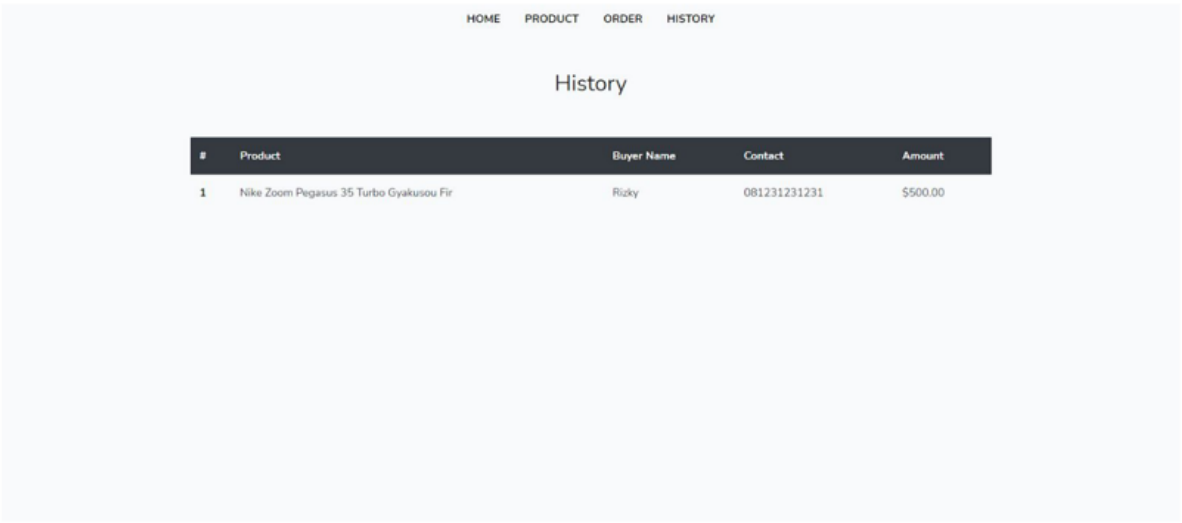 HOME PRODUCT ORDER HISTORY
History
# Product Buyer Name Contact Amount
1 Nike Zoom Pegasus 35 Turbo Gyakusou Fir Rizky 081231231231 $500.00